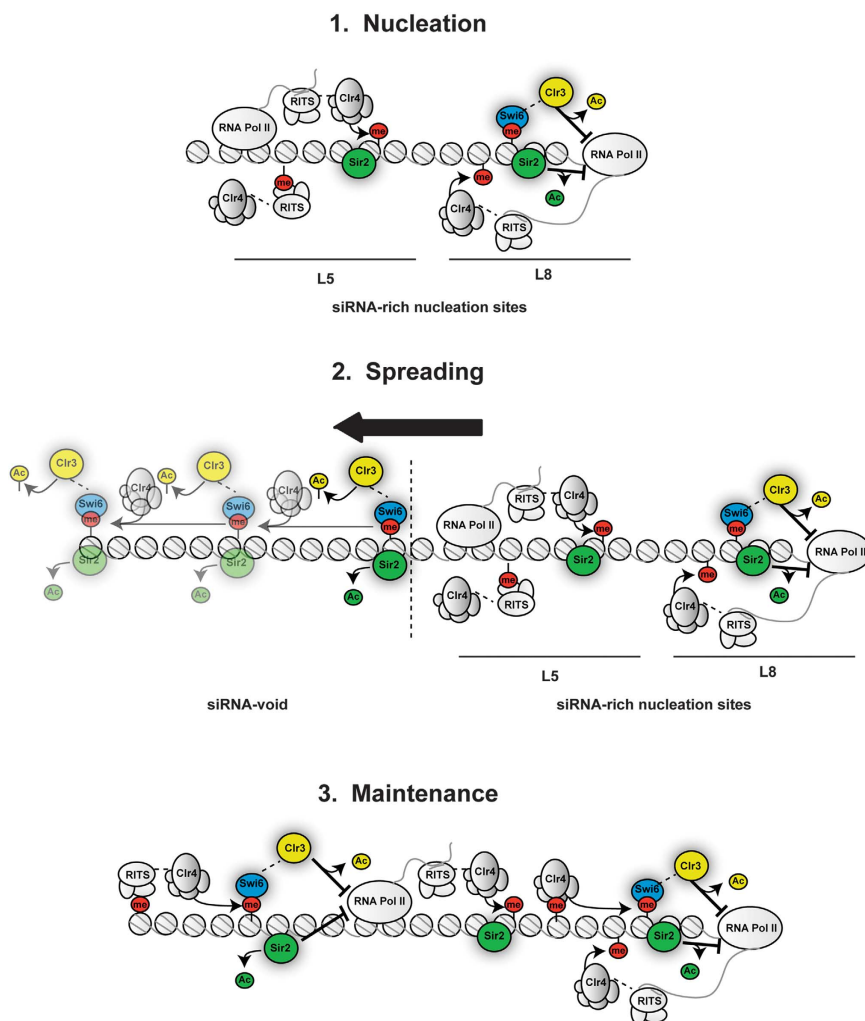 1. Nucleation
RITS
Clr4
Clr3
Ac
Swi6
RNA Pol II
me
me
Sir2
Sir2
RNA Pol II
me
me
Ac
Clr4
RITS
Clr4
RITS
L5
L8
siRNA-rich nucleation sites
2. Spreading
Ac
Clr3
Ac
Clr3
Ac
Clr3
Clr4
Clr4
RITS
Clr4
Clr3
Ac
Swi6
Swi6
Swi6
Swi6
me
me
me
RNA Pol II
me
me
Sir2
Sir2
Sir2
Sir2
Sir2
RNA Pol II
me
me
Ac
Ac
Ac
Ac
Clr4
RITS
Clr4
RITS
L5
L8
siRNA-void
siRNA-rich nucleation sites
3. Maintenance
Clr3
Ac
Clr3
Ac
RITS
Clr4
Swi6
RITS
Clr4
Clr4
Swi6
me
me
RNA Pol II
me
me
me
Sir2
Sir2
Sir2
RNA Pol II
me
Ac
Ac
Clr4
RITS